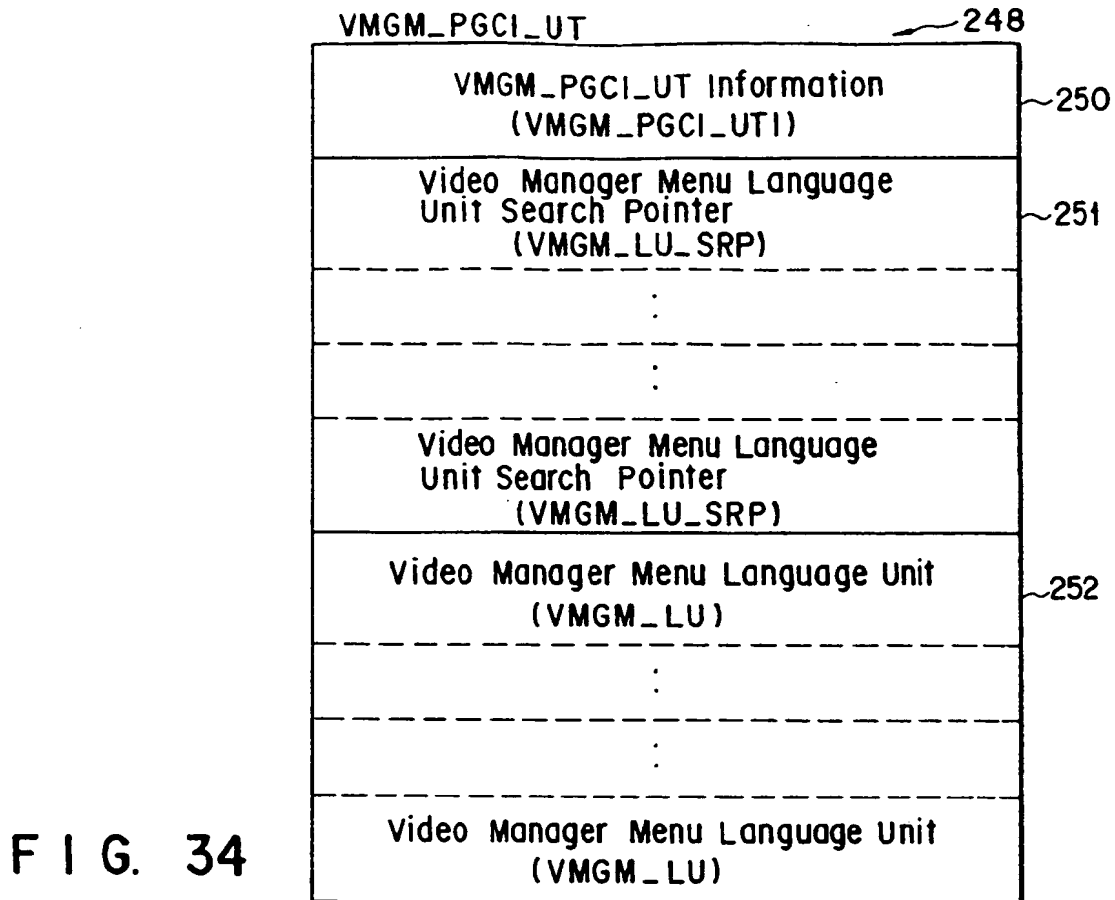 VMGM_PGCI_UT
248
VMGM_PGCI_UT Information
(VMGM_PGCI_UTI)
250
Video Manager Menu Language
Unit Search Pointer
(VMGM_LU_SRP)
251
Video Manager Menu Language
Unit Search Pointer
(VMGM_LU_SRP)
Video Manager Menu Language Unit
(VMGM_LU)
252
Video Manager Menu Language Unit
(VMGM_LU)
FIG. 34